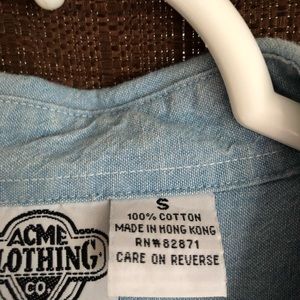 ACME
CLOTHING
CO
S
100% COTTON
MADE IN HONG KONG
RN#82871
CARE ON REVERSE